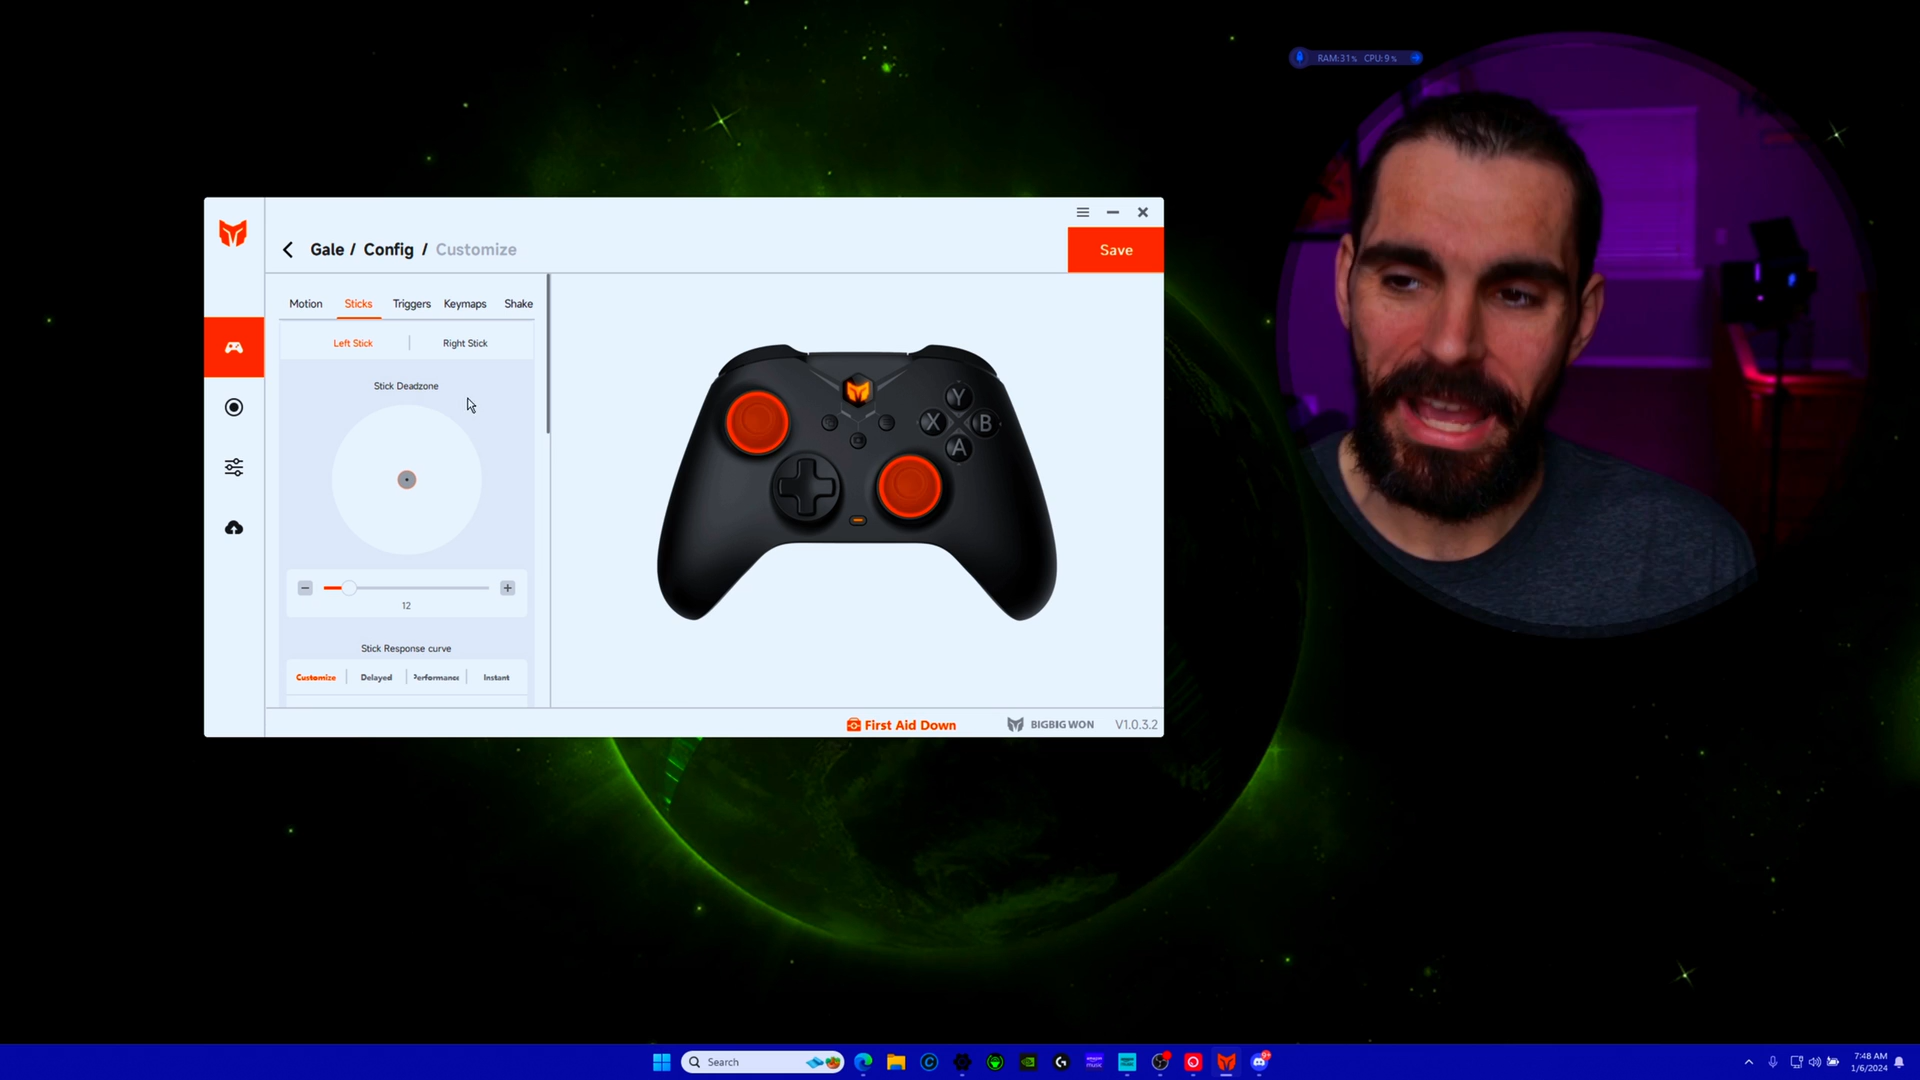 RAM:31% CPU:9%
Gale / Config / Customize
Save
Motion Sticks Triggers Keymaps Shake
Left Stick Right Stick
Stick Deadzone
12
Stick Response curve
Customize Delayed Performance Instant
Y
X B
A
First Aid Down BIGBIG WON V1.0.3.2
Search
7:48 AM
1/6/2024